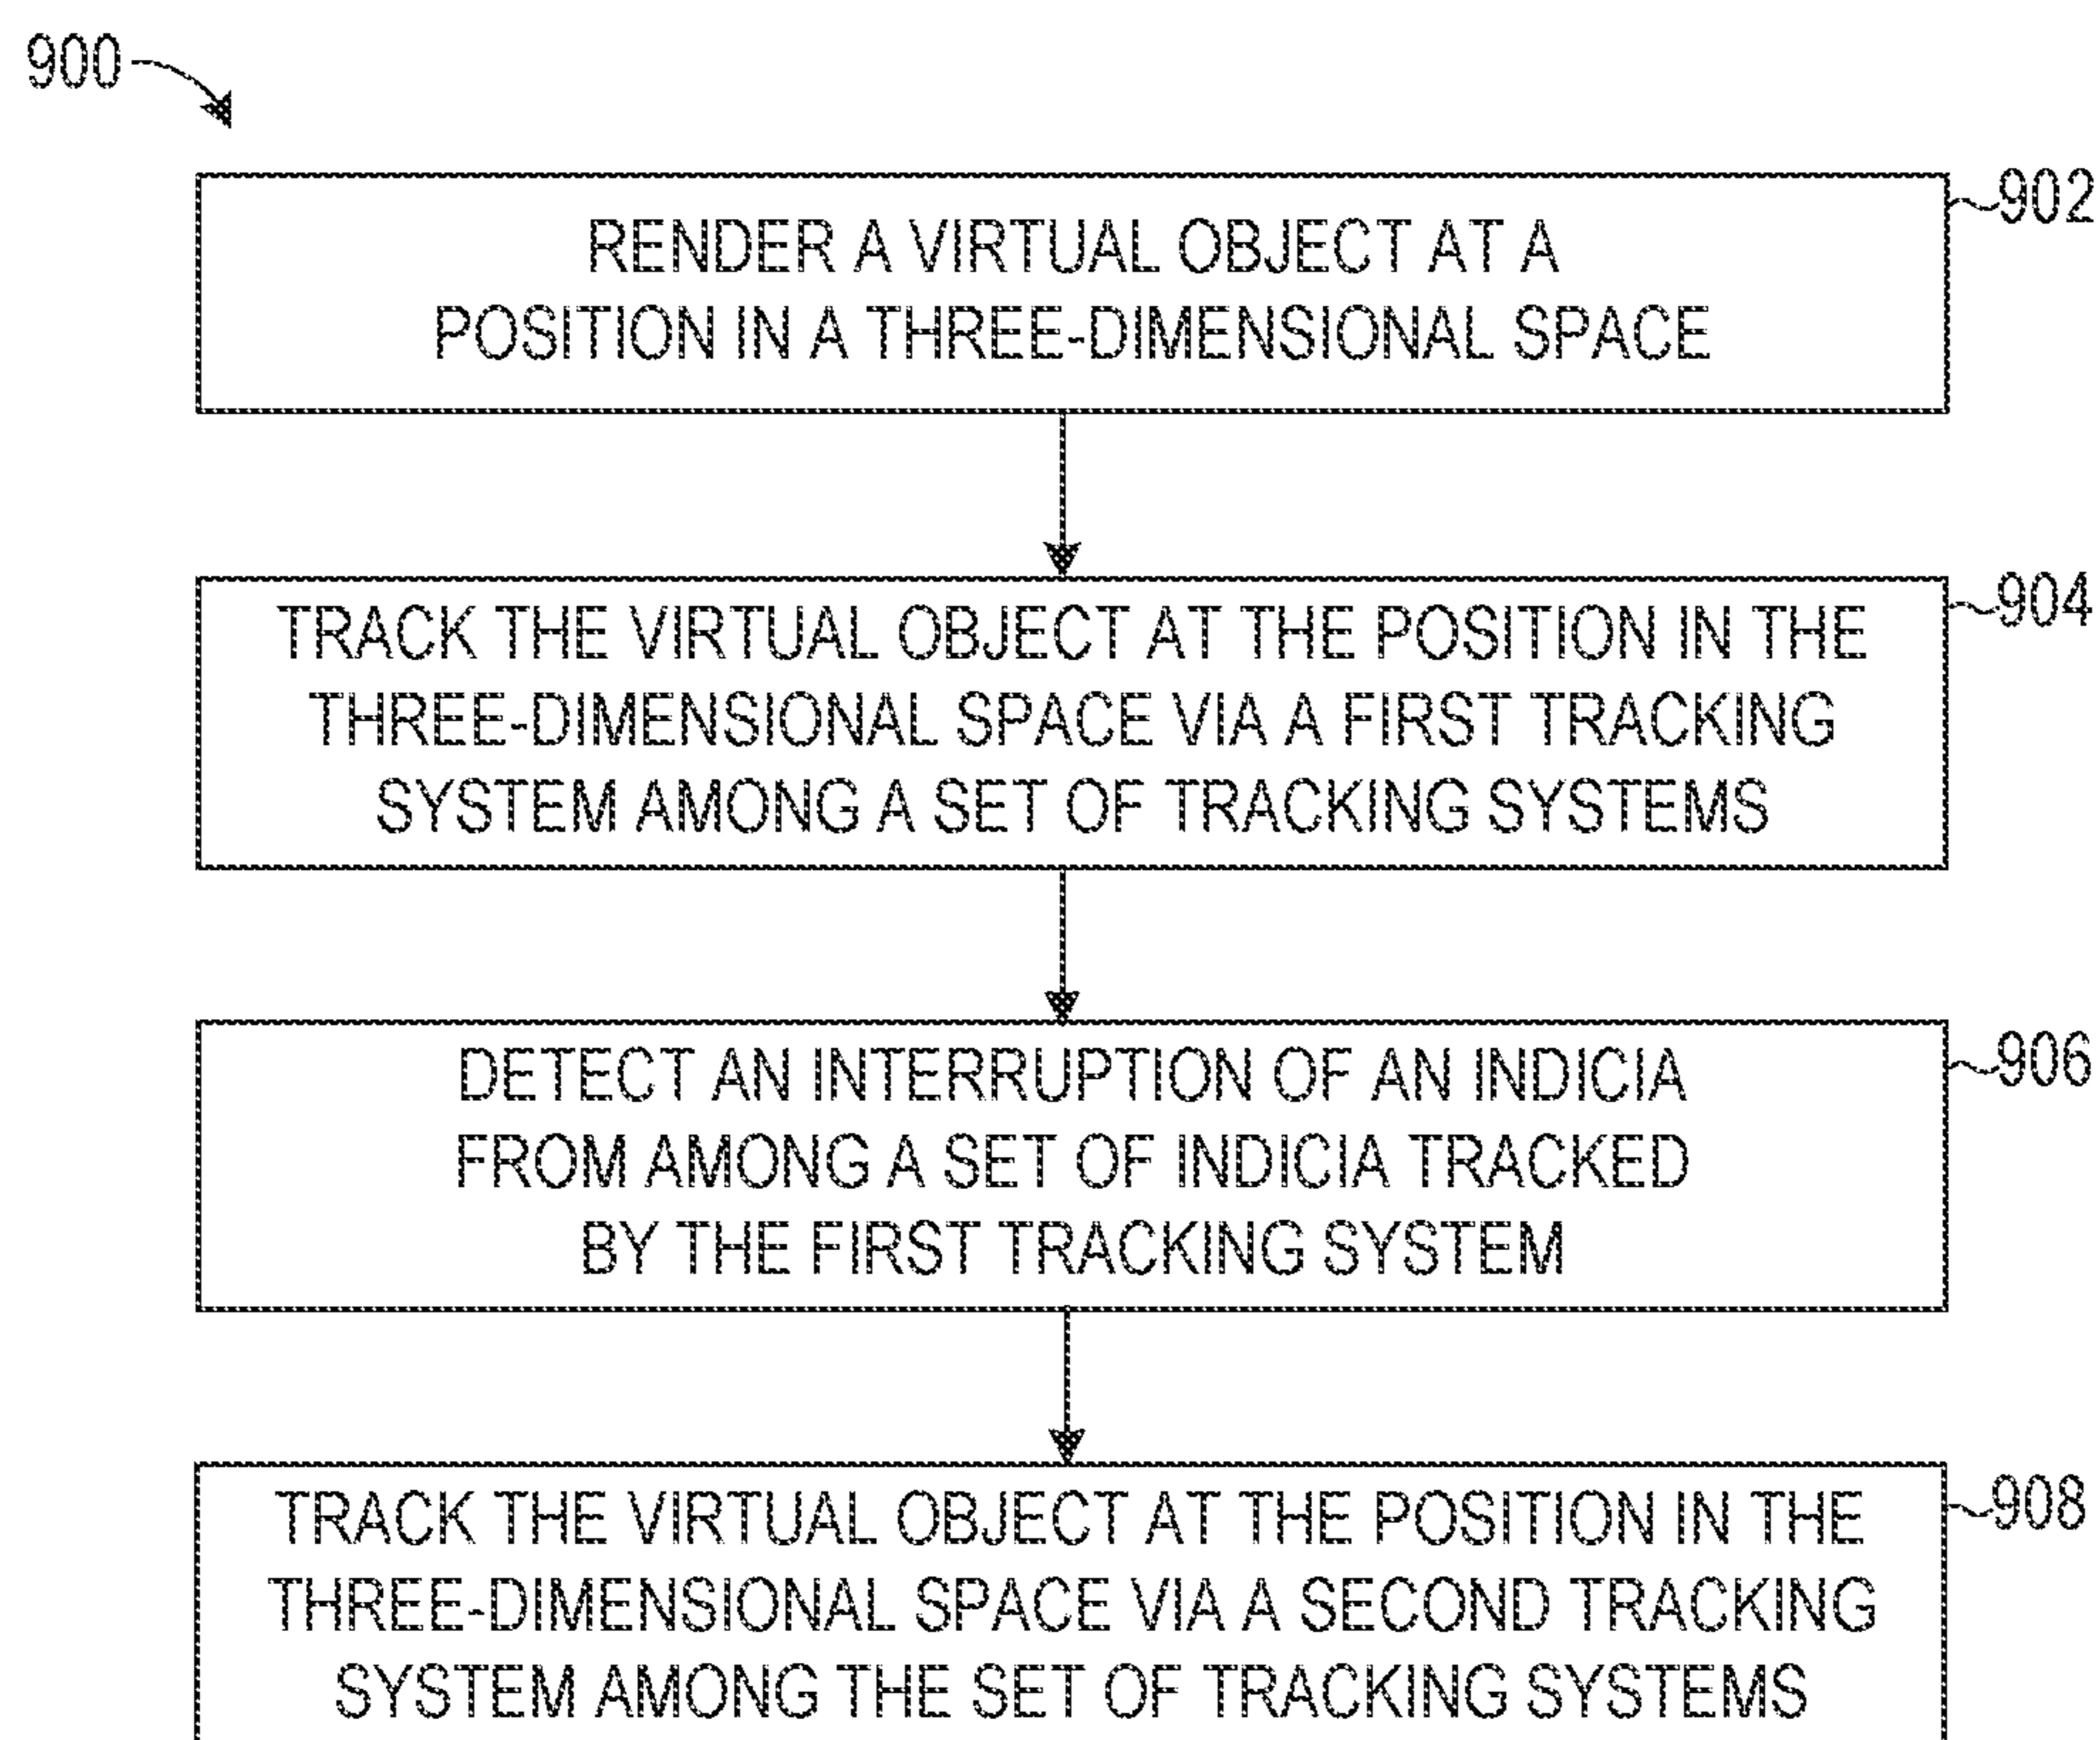 900
RENDER A VIRTUAL OBJECT AT A
POSITION IN A THREE-DIMENSIONAL SPACE
902
TRACK THE VIRTUAL OBJECT AT THE POSITION IN THE
THREE-DIMENSIONAL SPACE VIA A FIRST TRACKING
SYSTEM AMONG A SET OF TRACKING SYSTEMS
904
DETECT AN INTERRUPTION OF AN INDICIA
FROM AMONG A SET OF INDICIA TRACKED
BY THE FIRST TRACKING SYSTEM
906
TRACK THE VIRTUAL OBJECT AT THE POSITION IN THE
THREE-DIMENSIONAL SPACE VIA A SECOND TRACKING
SYSTEM AMONG THE SET OF TRACKING SYSTEMS
908